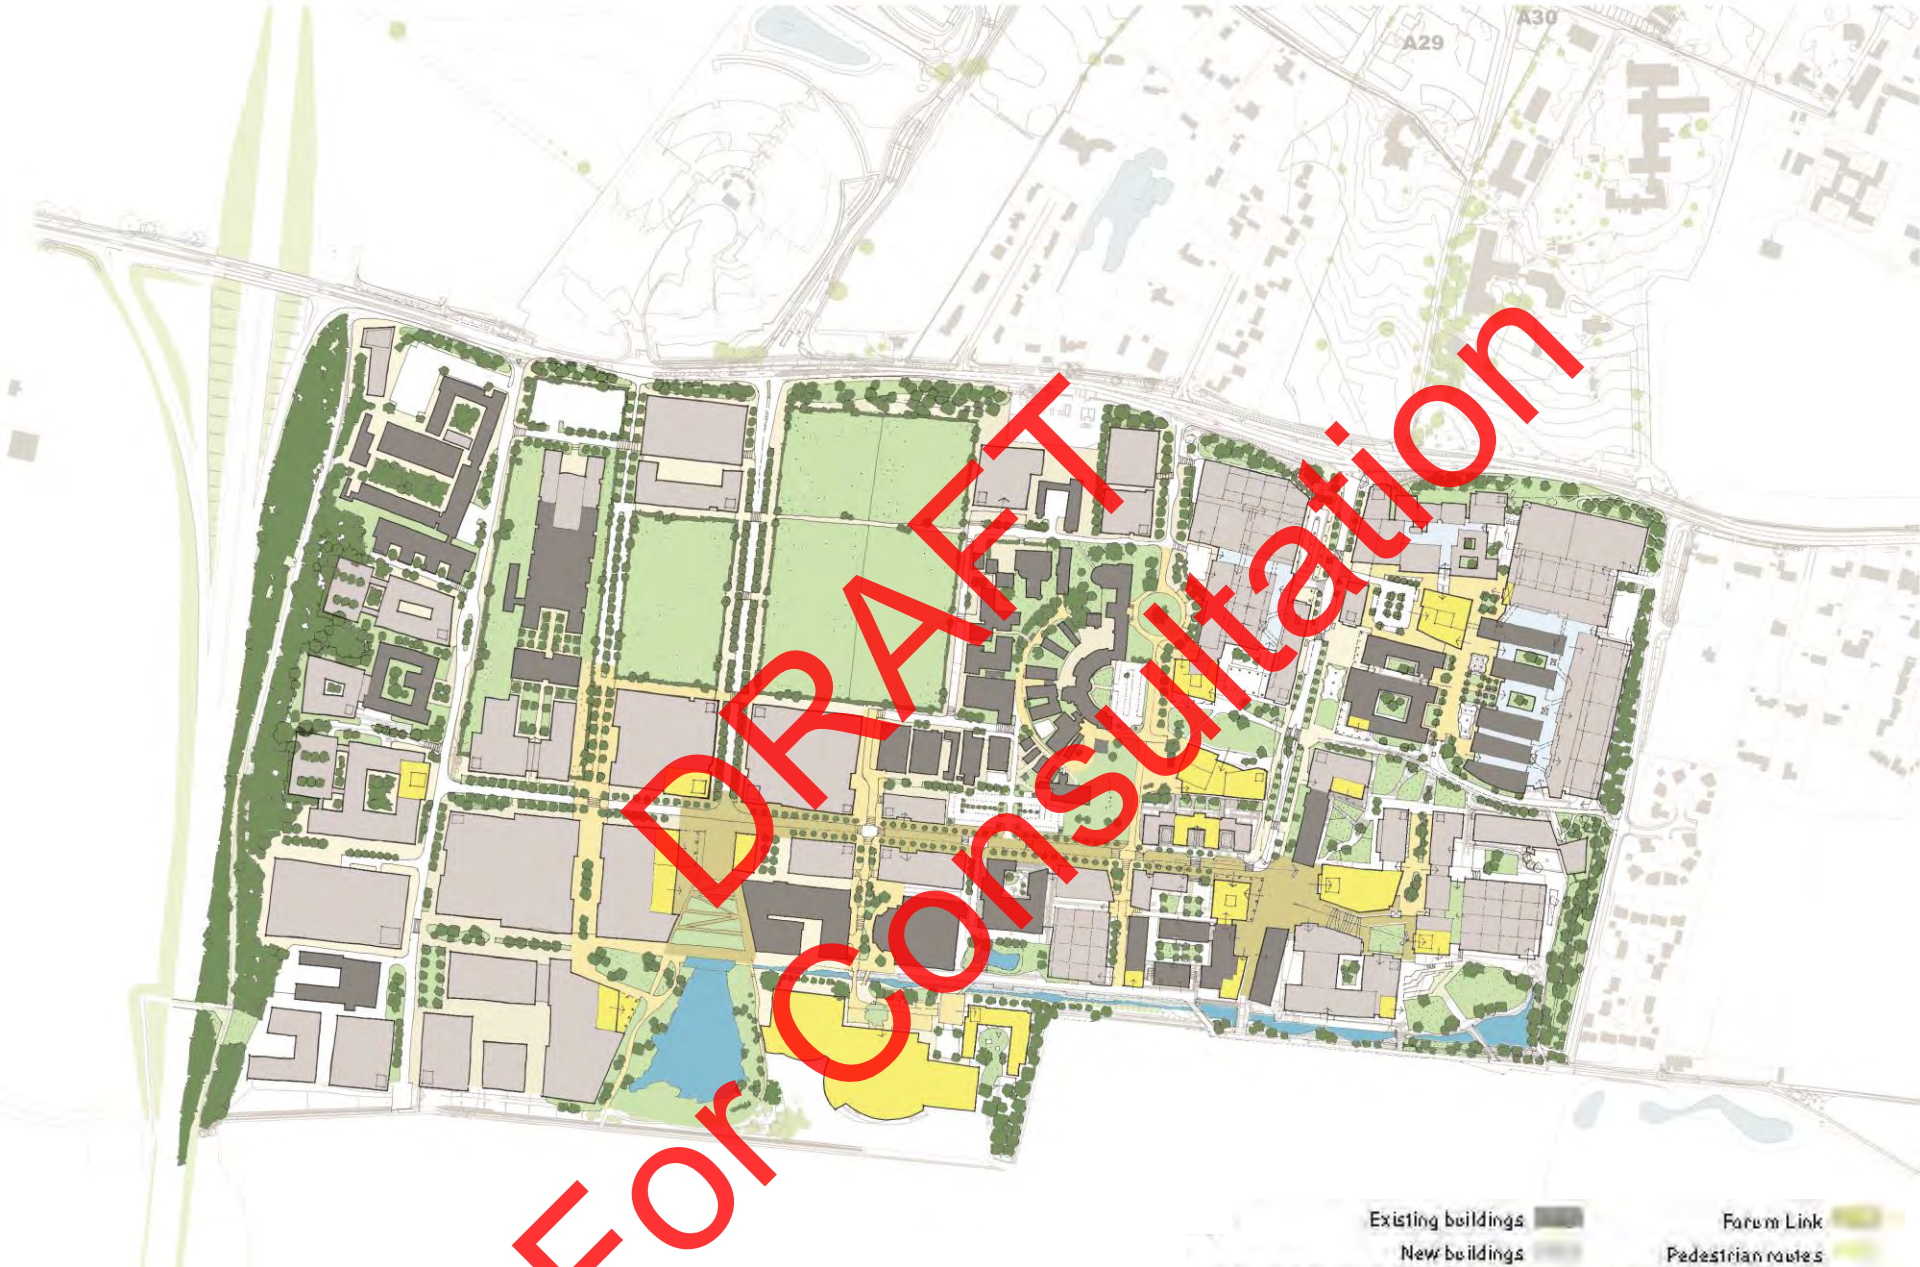 A30
A29
DRAFT
For Consultation
Existing buildings
Forum Link
New buildings
Pedestrian routes